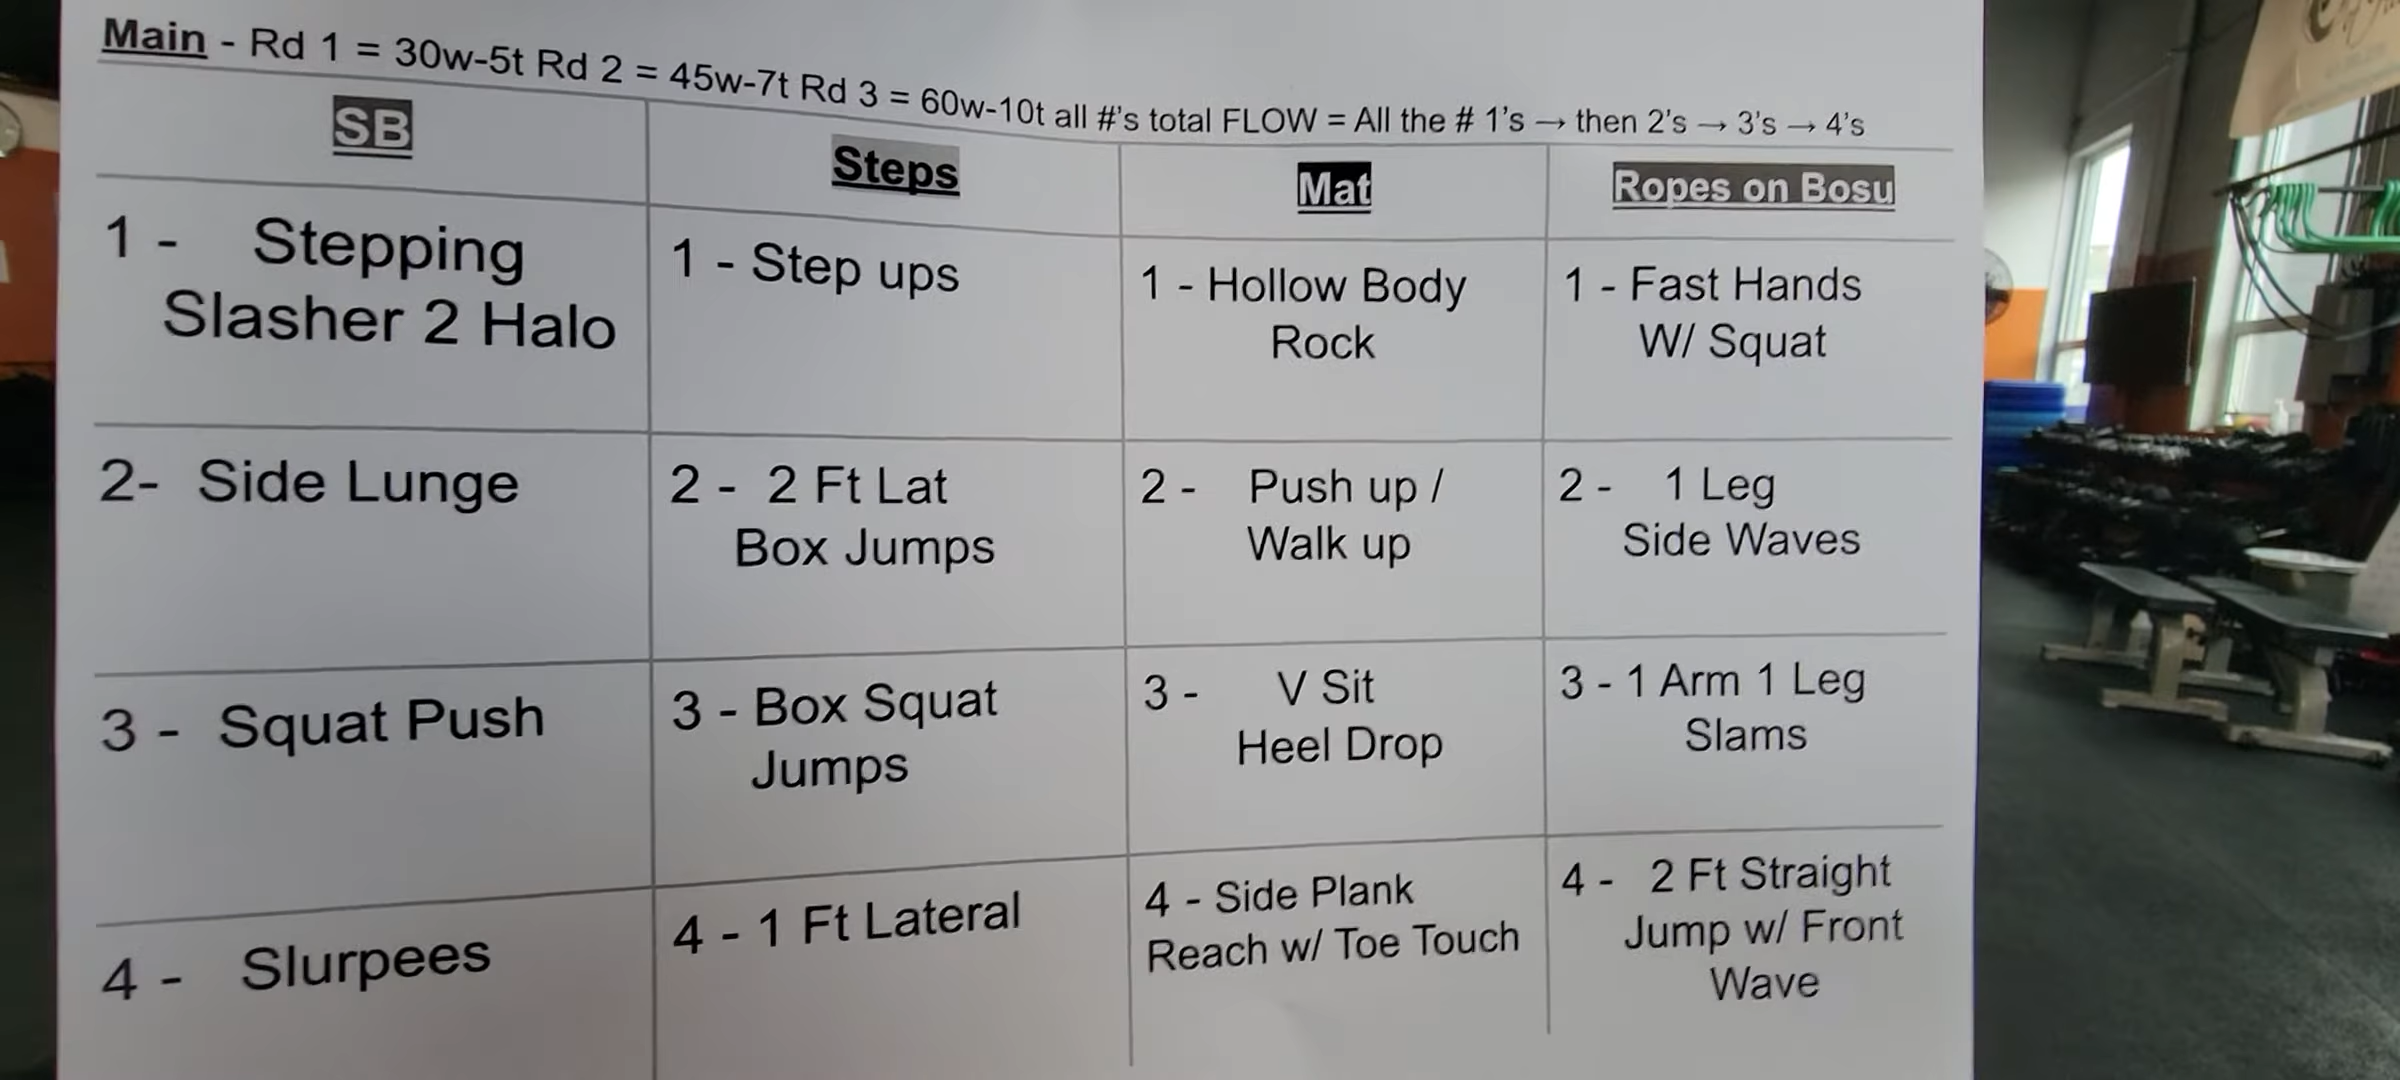 Main - Rd 1 = 30w-5t Rd 2 = 45w-7t Rd 3 = 60w-10t all #'s total FLOW = All the # 1's → then 2's → 3's → 4's
SB
Steps
Mat
Ropes on Bosu
1 - Stepping
Slasher 2 Halo
1 - Step ups
1 - Hollow Body
Rock
1 - Fast Hands
W/ Squat
2- Side Lunge
2 - 2 Ft Lat
Box Jumps
2 - Push up /
Walk up
2 - 1 Leg
Side Waves
3 - Squat Push
3 - Box Squat
Jumps
3 - V Sit
Heel Drop
3 - 1 Arm 1 Leg
Slams
4 - Slurpees
4 - 1 Ft Lateral
4 - Side Plank
Reach w/ Toe Touch
4 - 2 Ft Straight
Jump w/ Front
Wave